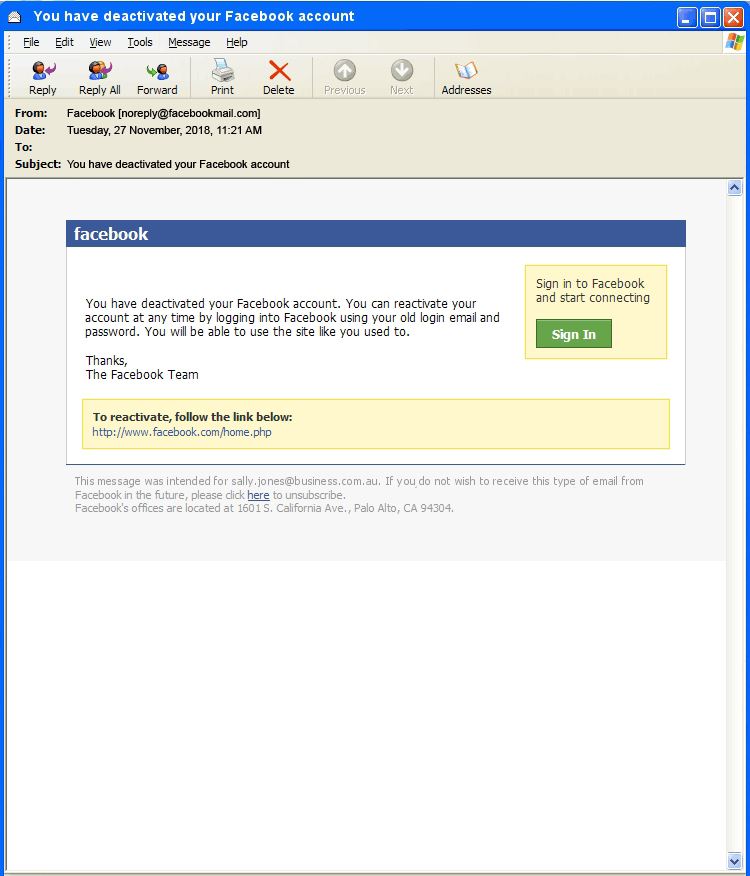 You have deactivated your Facebook account
File Edit View Tools Message Help
Reply Reply All Forward Print Delete Previous Next Addresses
From: Facebook [noreply@facebookmail.com]
Date: Tuesday, 27 November, 2018, 11:21 AM
To:
Subject: You have deactivated your Facebook account
facebook
Sign in to Facebook
and start connecting
Sign In
You have deactivated your Facebook account. You can reactivate your
account at any time by logging into Facebook using your old login email and
password. You will be able to use the site like you used to.
Thanks,
The Facebook Team
To reactivate, follow the link below:
http://www.facebook.com/home.php
This message was intended for sally.jones@business.com.au. If you do not wish to receive this type of email from
Facebook in the future, please click here to unsubscribe.
Facebook's offices are located at 1601 S. California Ave., Palo Alto, CA 94304.